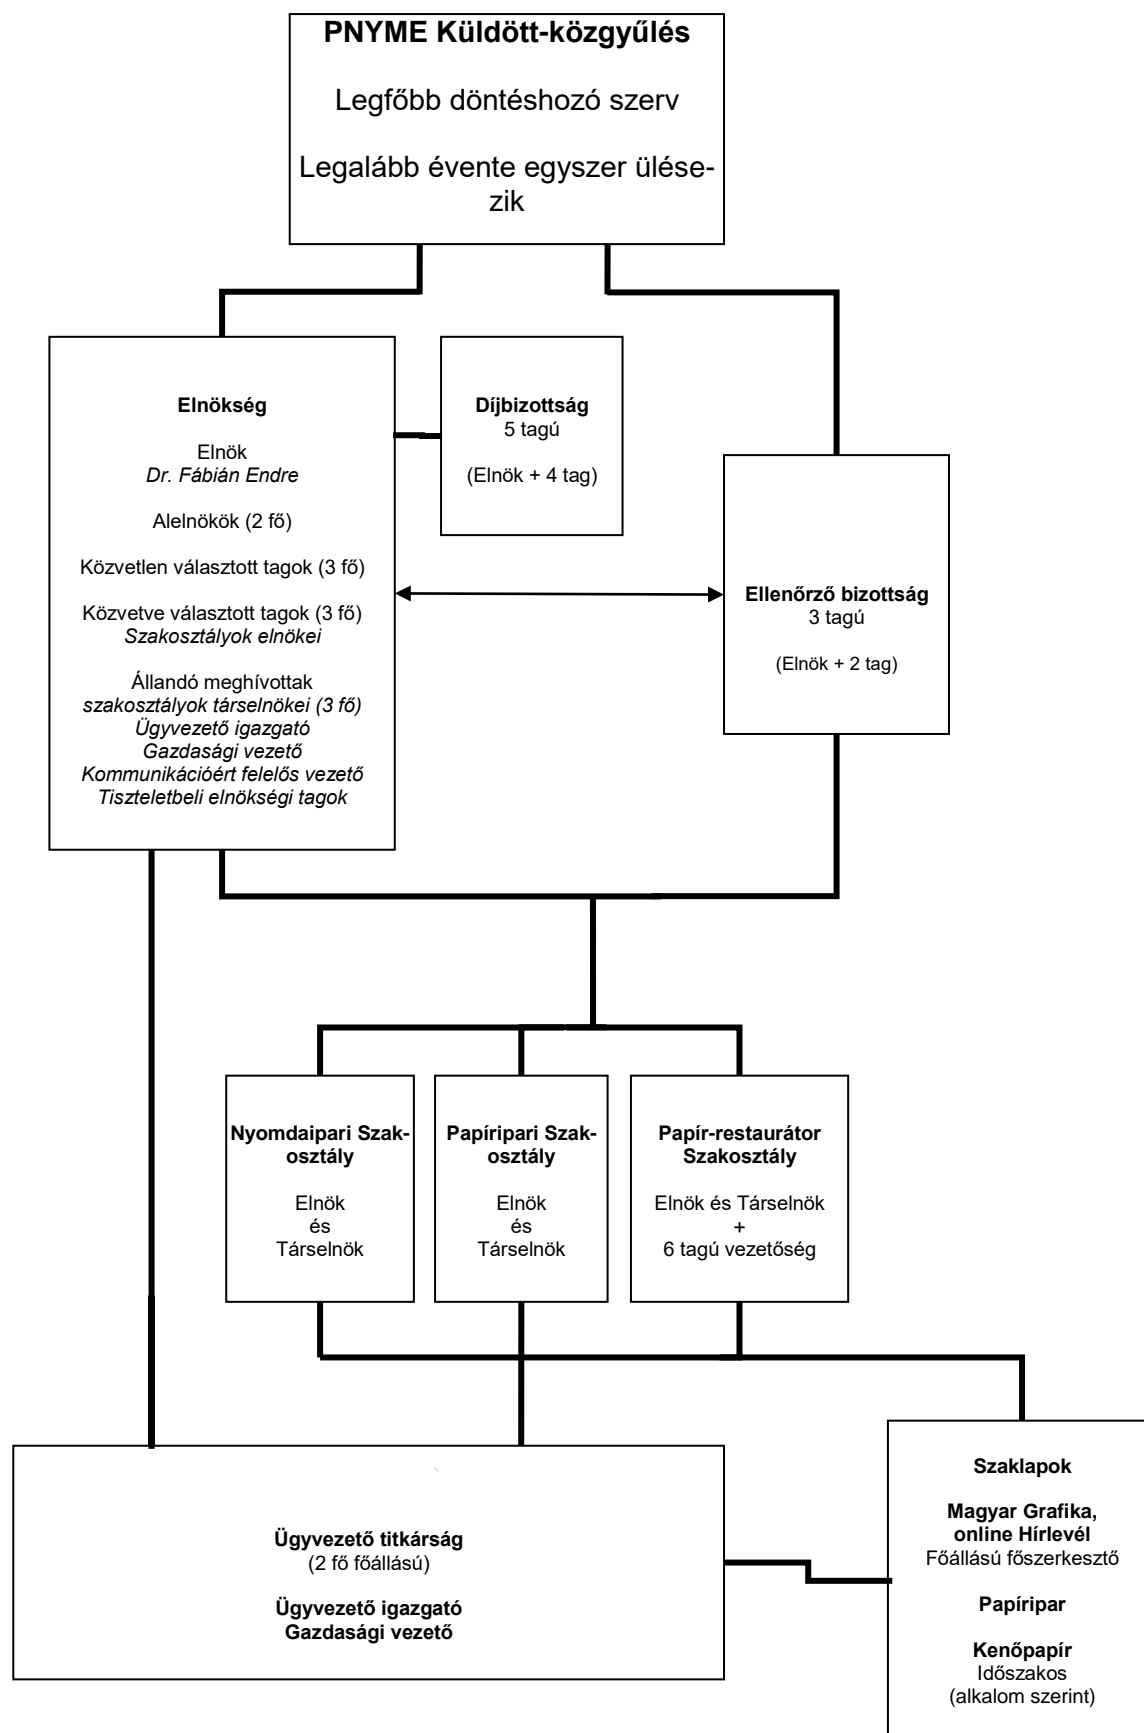 PNYME Küldött-közgyűlés
Legfőbb döntéshozó szerv
Legalább évente egyszer ülése-
zik
Elnökség
Elnök
Dr. Fábián Endre
Alelnökök (2 fő)
Közvetlen választott tagok (3 fő)
Közvetve választott tagok (3 fő)
Szakosztályok elnökei
Állandó meghívottak
szakosztályok társelnökei (3 fő)
Ügyvezető igazgató
Gazdasági vezető
Kommunikációért felelős vezető
Tiszteletbeli elnökségi tagok
Díjbizottság
5 tagú
(Elnök + 4 tag)
Ellenőrző bizottság
3 tagú
(Elnök + 2 tag)
Nyomdaipari Szak-
osztály
Elnök
és
Társelnök
Papíripari Szak-
osztály
Elnök
és
Társelnök
Papír-restaurátor
Szakosztály
Elnök és Társelnök
+
6 tagú vezetőség
Ügyvezető titkárság
(2 fő főállású)
Ügyvezető igazgató
Gazdasági vezető
Szaklapok
Magyar Grafika,
online Hírlevél
Főállású főszerkesztő
Papíripar
Kenőpapír
Időszakos
(alkalom szerint)